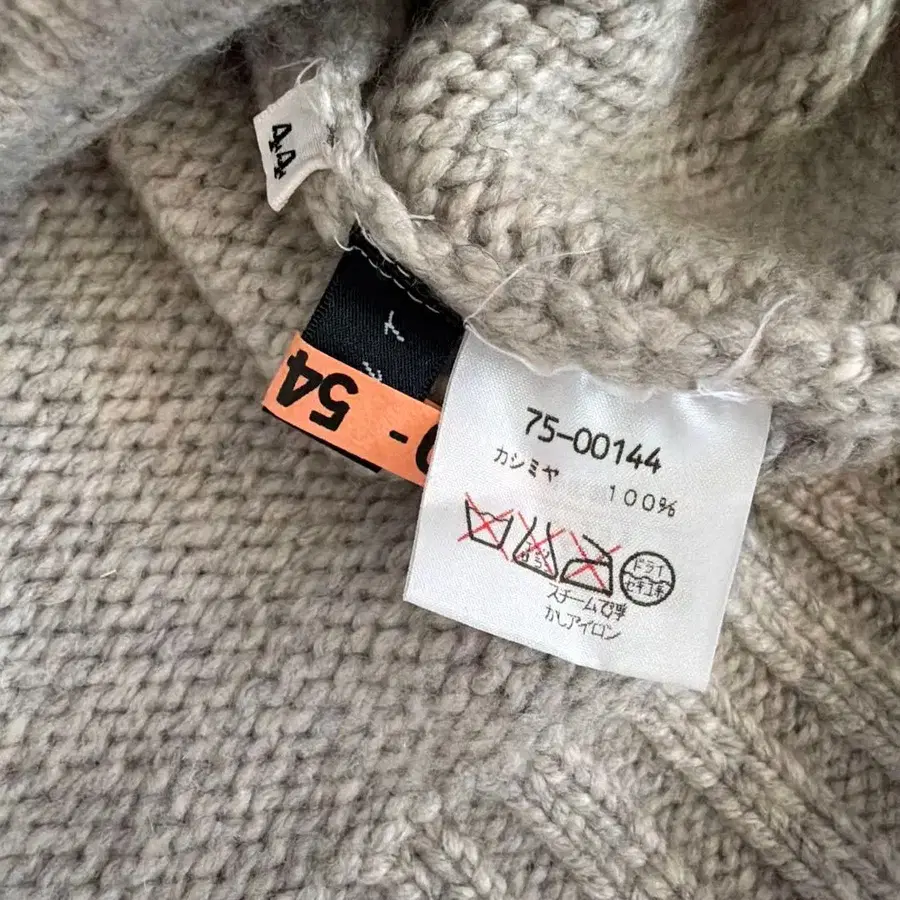 44
54
75-00144
カシミヤ 100%
ドライ
セキユ系
スチームで浮
かしアイロン